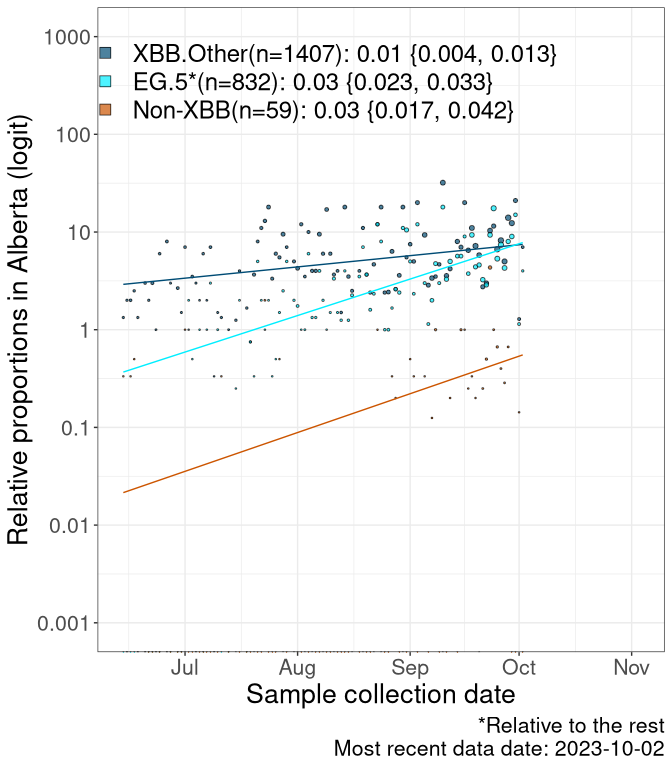 Relative proportions in Alberta (logit)
1000
100
10
1
0.1
0.01
0.001
XBB.Other(n=1407): 0.01 {0.004, 0.013}
EG.5*(n=832): 0.03 {0.023, 0.033}
Non-XBB(n=59): 0.03 {0.017, 0.042}
Jul Aug Sep Oct Nov
Sample collection date
*Relative to the rest
Most recent data date: 2023-10-02